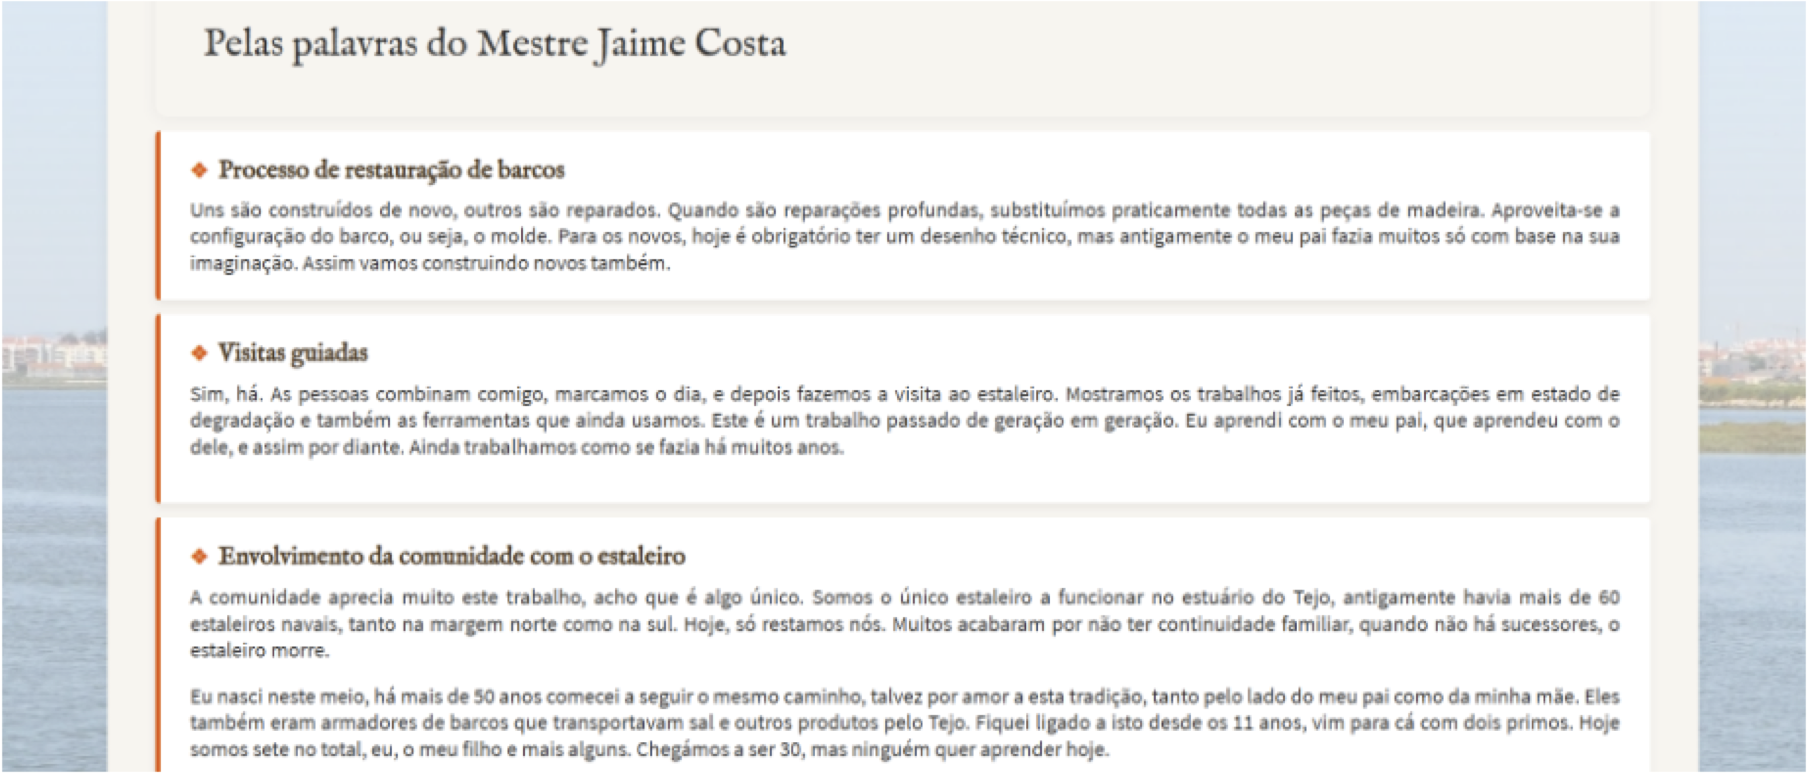 Pelas palavras do Mestre Jaime Costa
Processo de restauração de barcos
Uns são construídos de novo, outros são reparados. Quando são reparações profundas, substituímos praticamente todas as peças de madeira. Aproveita-se a
configuração do barco, ou seja, o molde. Para os novos, hoje é obrigatório ter um desenho técnico, mas antigamente o meu pai fazia muitos só com base na sua
imaginação. Assim vamos construindo novos também.
Visitas guiadas
Sim, há. As pessoas combinam comigo, marcamos o dia, e depois fazemos a visita ao estaleiro. Mostramos os trabalhos já feitos, embarcações em estado de
degradação e também as ferramentas que ainda usamos. Este é um trabalho passado de geração em geração. Eu aprendi com o meu pai, que aprendeu com o
dele, e assim por diante. Ainda trabalhamos como se fazia há muitos anos.
Envolvimento da comunidade com o estaleiro
A comunidade aprecia muito este trabalho, acho que é algo único. Somos o único estaleiro a funcionar no estuário do Tejo, antigamente havia mais de 60
estaleiros navais, tanto na margem norte como na sul. Hoje, só restamos nós. Muitos acabaram por não ter continuidade familiar, quando não há sucessores, o
estaleiro morre.
Eu nasci neste meio, há mais de 50 anos comecei a seguir o mesmo caminho, talvez por amor a esta tradição, tanto pelo lado do meu pai como da minha mãe. Eles
também eram armadores de barcos que transportavam sal e outros produtos pelo Tejo. Fiquei ligado a isto desde os 11 anos, vim para cá com dois primos. Hoje
somos sete no total, eu, o meu filho e mais alguns. Chegámos a ser 30, mas ninguém quer aprender hoje.